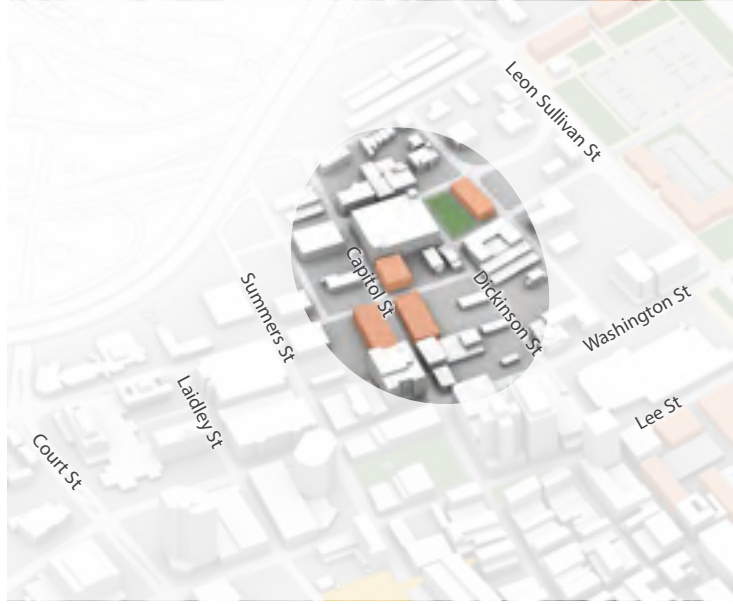 Leon Sullivan St
Capitol St
Dickinson St
Summers St
Washington St
Laidley St
Lee St
Court St